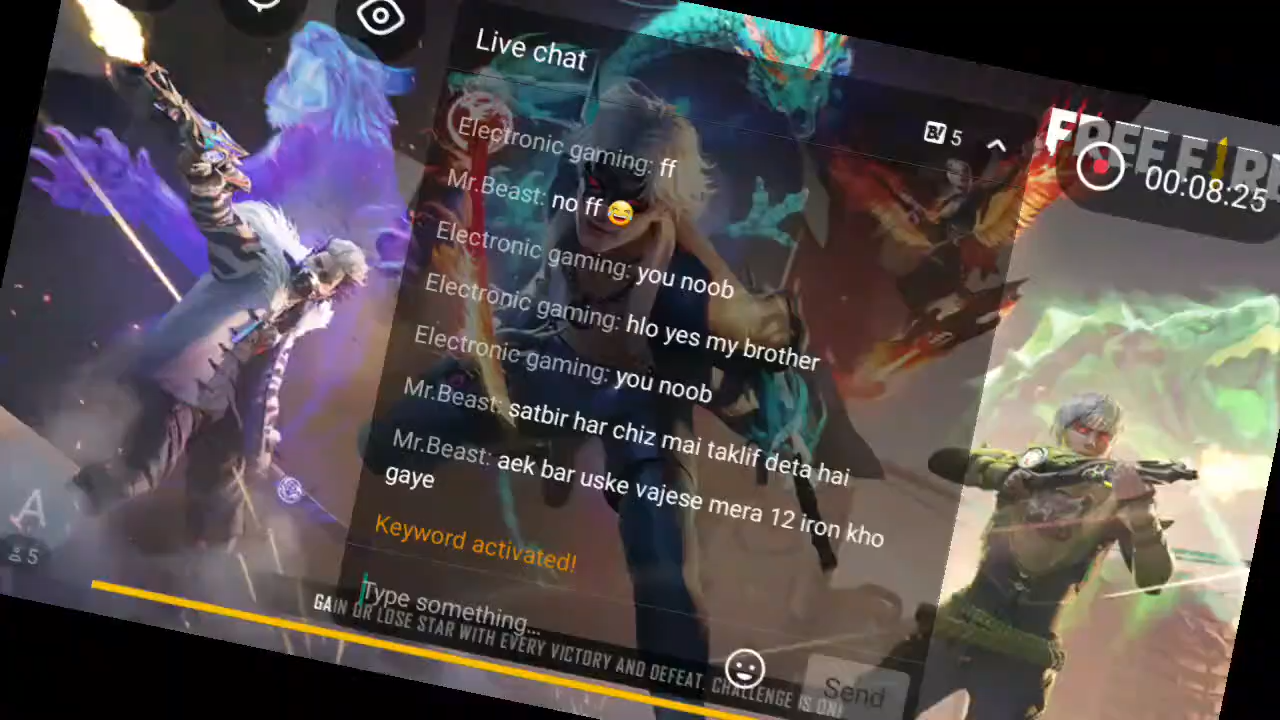 Live chat
5
FREE FIRE
00:08:25
Electronic gaming: ff
Mr.Beast: no ff 😂
Electronic gaming: you noob
Electronic gaming: hlo yes my brother
Electronic gaming: you noob
Mr.Beast: satbir har chiz mai taklif deta hai
Mr.Beast: aek bar uske vajese mera 12 iron kho
gaye
Keyword activated!
A
5
Type something...
GAIN OR LOSE STAR WITH EVERY VICTORY AND DEFEAT. CHALLENGE IS ON!
Send